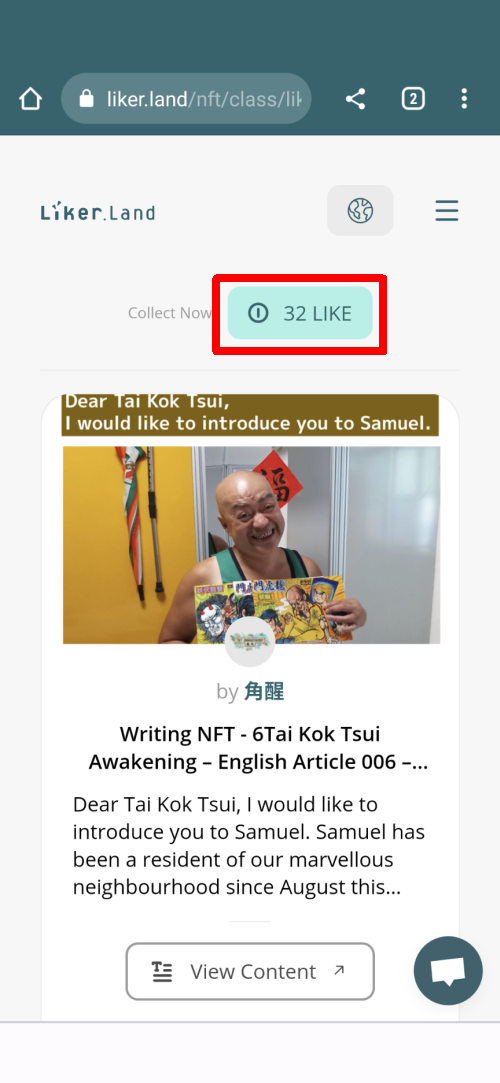 2
liker.land/nft/class/lik
Liker.Land
Collect Now
32 LIKE
Dear Tai Kok Tsui,
I would like to introduce you to Samuel.
福
by 角醒
Writing NFT - 6Tai Kok Tsui
Awakening – English Article 006 –...
Dear Tai Kok Tsui, I would like to
introduce you to Samuel. Samuel has
been a resident of our marvellous
neighbourhood since August this...
View Content